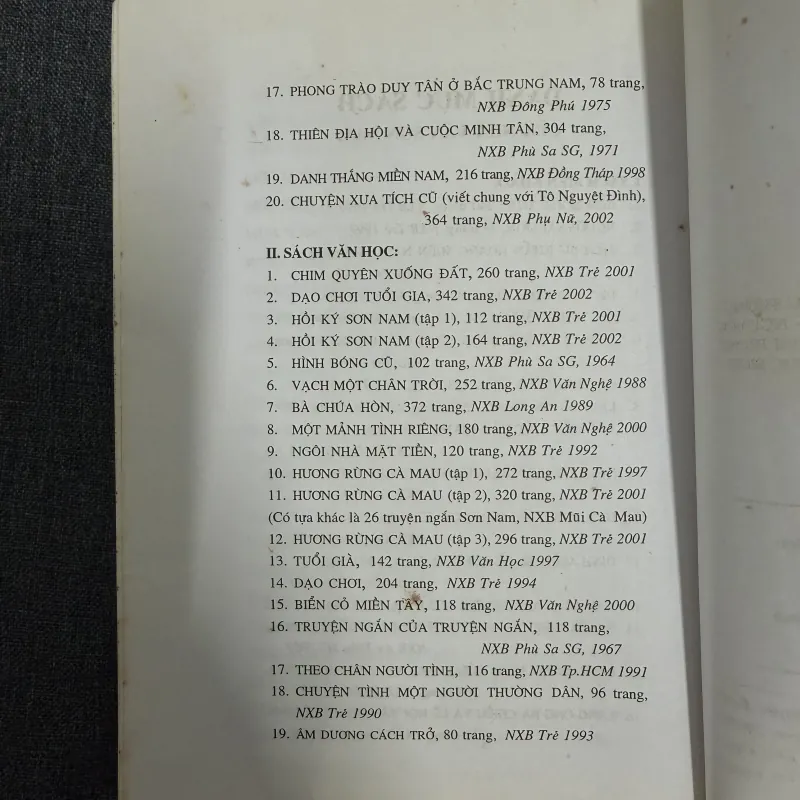 17. PHONG TRÀO DUY TÂN Ở BẮC TRUNG NAM, 78 trang,
NXB Đông Phú 1975
18. THIÊN ĐỊA HỘI VÀ CUỘC MINH TÂN, 304 trang,
NXB Phù Sa SG, 1971
19. DANH THẮNG MIỀN NAM, 216 trang, NXB Đồng Tháp 1998
20. CHUYỆN XƯA TÍCH CŨ (viết chung với Tô Nguyệt Đình),
364 trang, NXB Phụ Nữ, 2002
II. SÁCH VĂN HỌC:
1. CHIM QUYÊN XUỐNG ĐẤT, 260 trang, NXB Trẻ 2001
2. DẠO CHƠI TUỔI GIA, 342 trang, NXB Trẻ 2002
3. HỒI KÝ SƠN NAM (tập 1), 112 trang, NXB Trẻ 2001
4. HỒI KÝ SƠN NAM (tập 2), 164 trang, NXB Trẻ 2002
5. HÌNH BÓNG CŨ, 102 trang, NXB Phù Sa SG, 1964
6. VẠCH MỘT CHÂN TRỜI, 252 trang, NXB Văn Nghệ 1988
7. BÀ CHÚA HÒN, 372 trang, NXB Long An 1989
8. MỘT MẢNH TÌNH RIÊNG, 180 trang, NXB Văn Nghệ 2000
9. NGÔI NHÀ MẶT TIỀN, 120 trang, NXB Trẻ 1992
10. HƯƠNG RỪNG CÀ MAU (tập 1), 272 trang, NXB Trẻ 1997
11. HƯƠNG RỪNG CÀ MAU (tập 2), 320 trang, NXB Trẻ 2001
(Có tựa khác là 26 truyện ngắn Sơn Nam, NXB Mũi Cà Mau)
12. HƯƠNG RỪNG CÀ MAU (tập 3), 296 trang, NXB Trẻ 2001
13. TUỔI GIÀ, 142 trang, NXB Văn Học 1997
14. DẠO CHƠI, 204 trang, NXB Trẻ 1994
15. BIỂN CỎ MIỀN TÂY, 118 trang, NXB Văn Nghệ 2000
16. TRUYỆN NGẮN CỦA TRUYỆN NGẮN, 118 trang,
NXB Phù Sa SG, 1967
17. THEO CHÂN NGƯỜI TÌNH, 116 trang, NXB Tp.HCM 1991
18. CHUYỆN TÌNH MỘT NGƯỜI THƯỜNG DÂN, 96 trang,
NXB Trẻ 1990
19. ÂM DƯƠNG CÁCH TRỞ, 80 trang, NXB Trẻ 1993